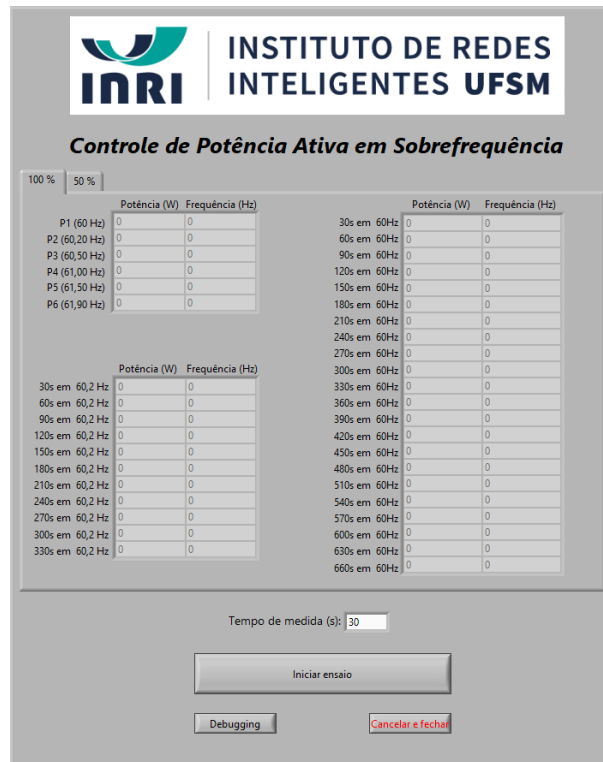 INRI
INSTITUTO DE REDES
INTELIGENTES UFSM
Controle de Potência Ativa em Sobrefrequência
100 % 50 %
Potência (W) Frequência (Hz)
P1 (60 Hz) 0 0
P2 (60,20 Hz) 0 0
P3 (60,50 Hz) 0 0
P4 (61,00 Hz) 0 0
P5 (61,50 Hz) 0 0
P6 (61,90 Hz) 0 0
Potência (W) Frequência (Hz)
30s em 60,2 Hz 0 0
60s em 60,2 Hz 0 0
90s em 60,2 Hz 0 0
120s em 60,2 Hz 0 0
150s em 60,2 Hz 0 0
180s em 60,2 Hz 0 0
210s em 60,2 Hz 0 0
240s em 60,2 Hz 0 0
270s em 60,2 Hz 0 0
300s em 60,2 Hz 0 0
330s em 60,2 Hz 0 0
Potência (W) Frequência (Hz)
30s em 60Hz 0 0
60s em 60Hz 0 0
90s em 60Hz 0 0
120s em 60Hz 0 0
150s em 60Hz 0 0
180s em 60Hz 0 0
210s em 60Hz 0 0
240s em 60Hz 0 0
270s em 60Hz 0 0
300s em 60Hz 0 0
330s em 60Hz 0 0
360s em 60Hz 0 0
390s em 60Hz 0 0
420s em 60Hz 0 0
450s em 60Hz 0 0
480s em 60Hz 0 0
510s em 60Hz 0 0
540s em 60Hz 0 0
570s em 60Hz 0 0
600s em 60Hz 0 0
630s em 60Hz 0 0
660s em 60Hz 0 0
Tempo de medida (s): 30
Iniciar ensaio
Debugging Cancelar e fechar